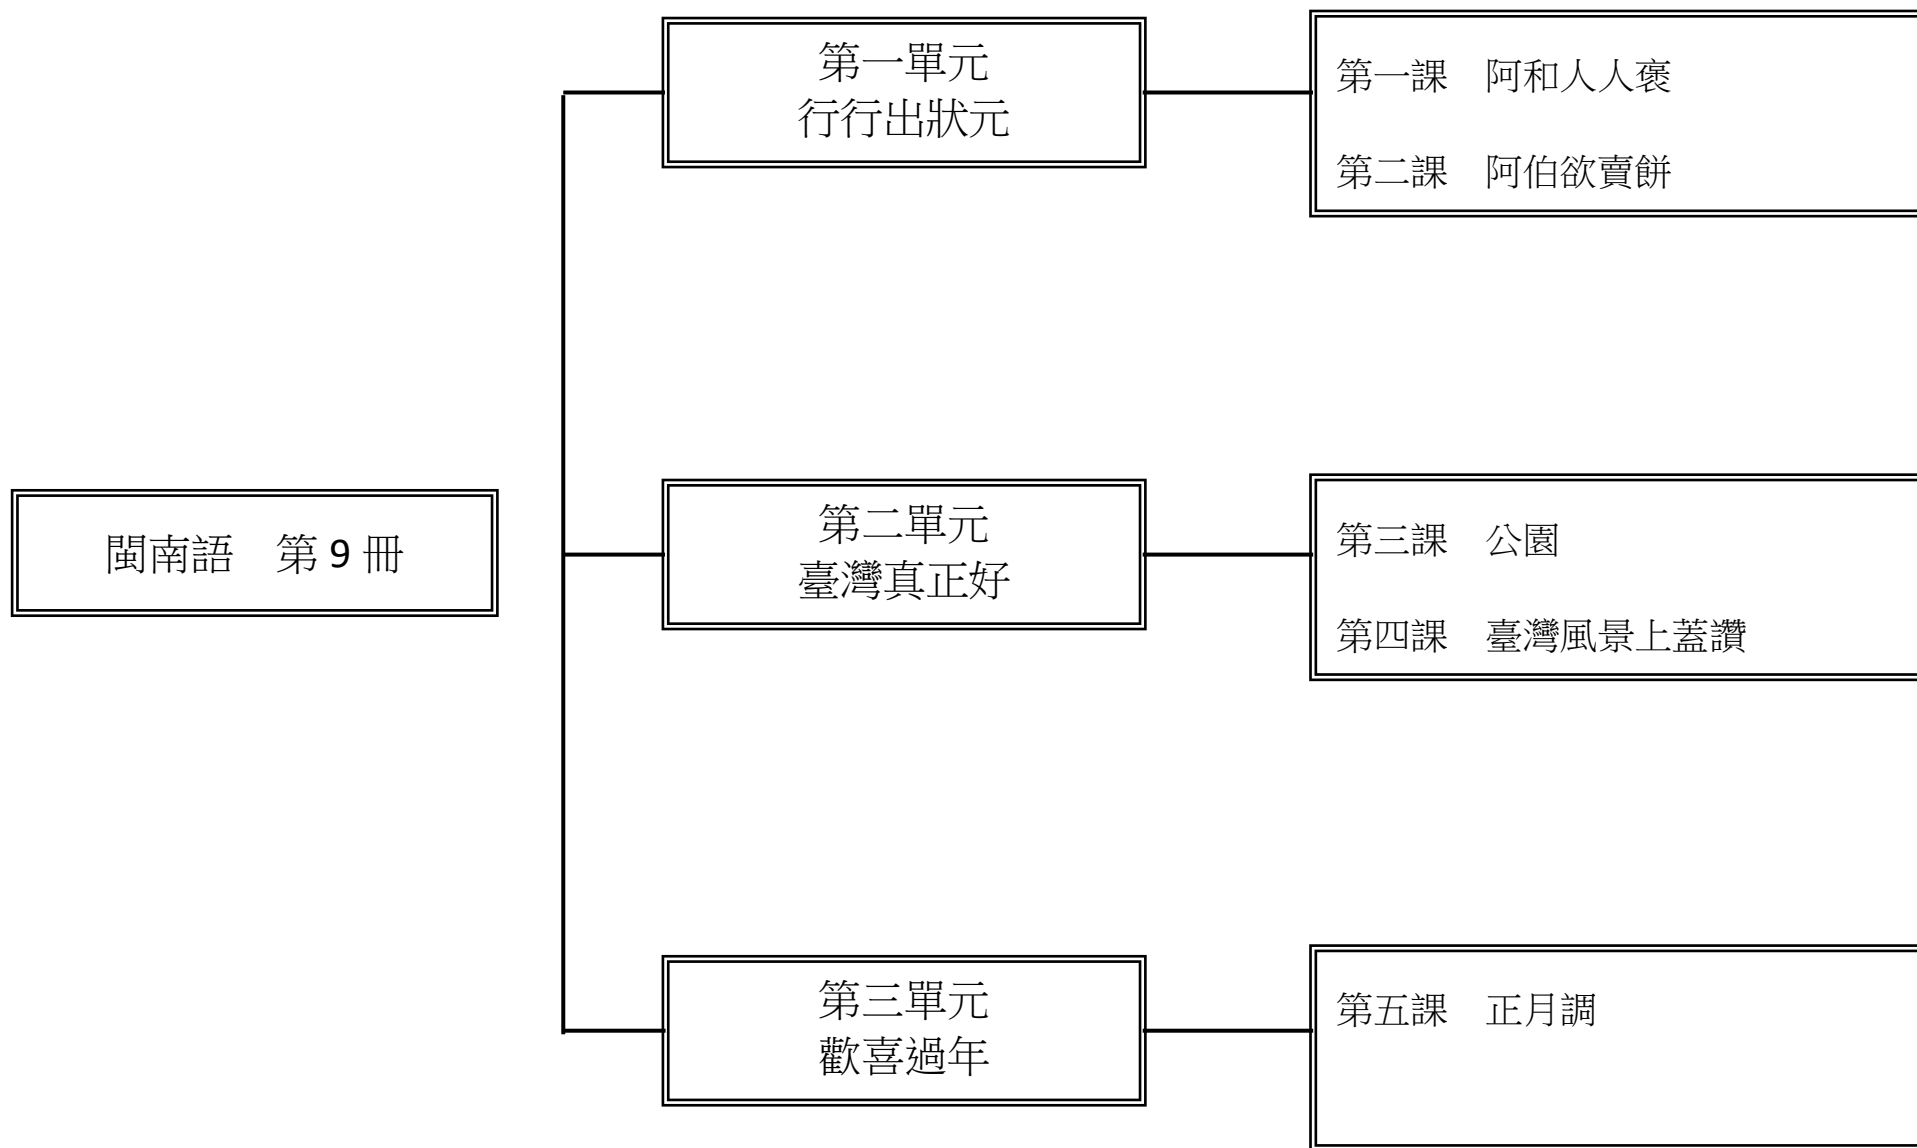 閩南語　第 9 冊
第一單元
行行出狀元
第一課　阿和人人褒
第二課　阿伯欲賣餅
第二單元
臺灣真正好
第三課　公園
第四課　臺灣風景上蓋讚
第三單元
歡喜過年
第五課　正月調